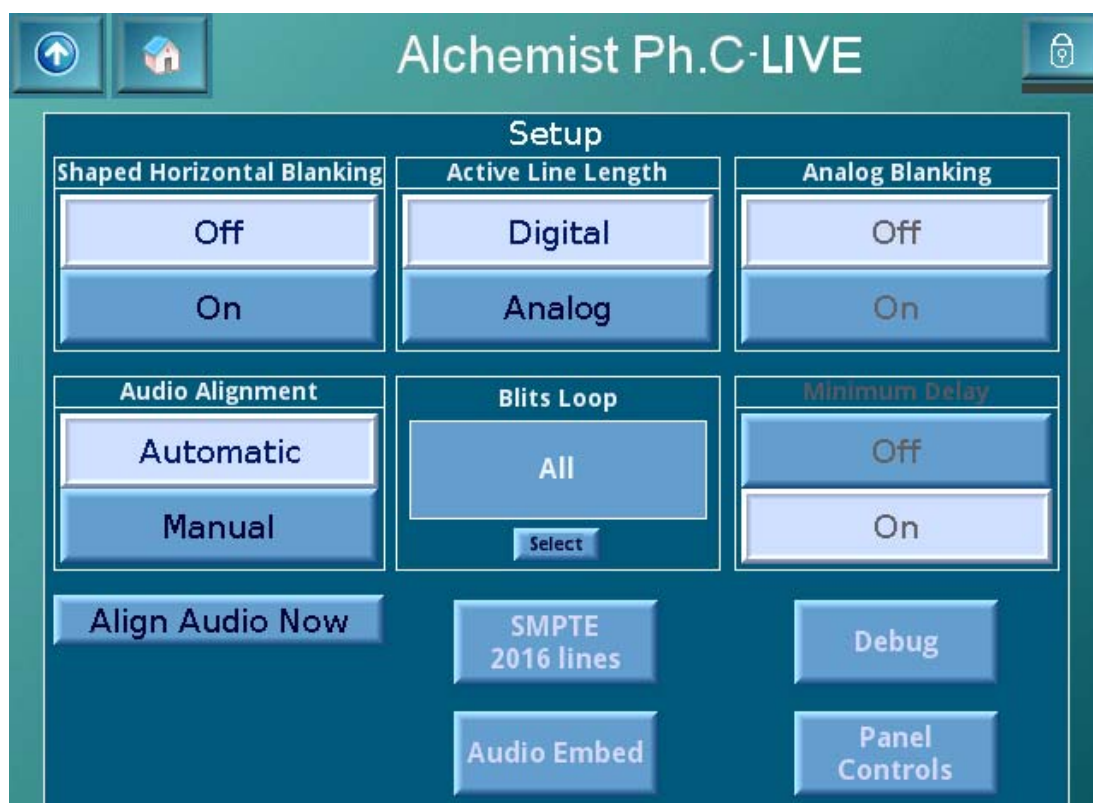 Alchemist Ph.C-LIVE
Setup
Shaped Horizontal Blanking
Off
On
Active Line Length
Digital
Analog
Analog Blanking
Off
On
Audio Alignment
Automatic
Manual
Blits Loop
All
Select
Minimum Delay
Off
On
Align Audio Now
SMPTE
2016 lines
Debug
Audio Embed
Panel
Controls